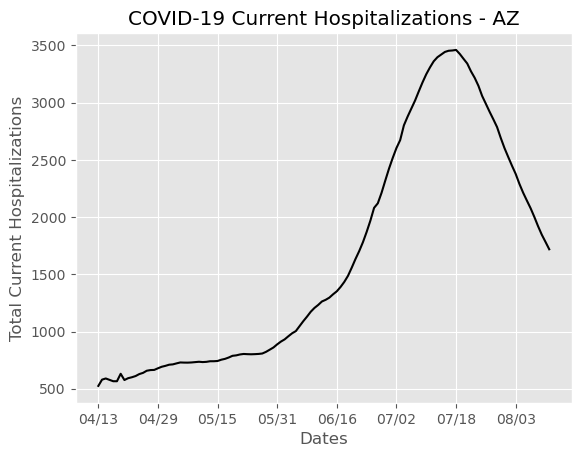 COVID-19 Current Hospitalizations - AZ
Total Current Hospitalizations
3500
3000
2500
2000
1500
1000
500
04/13 04/29 05/15 05/31 06/16 07/02 07/18 08/03
Dates